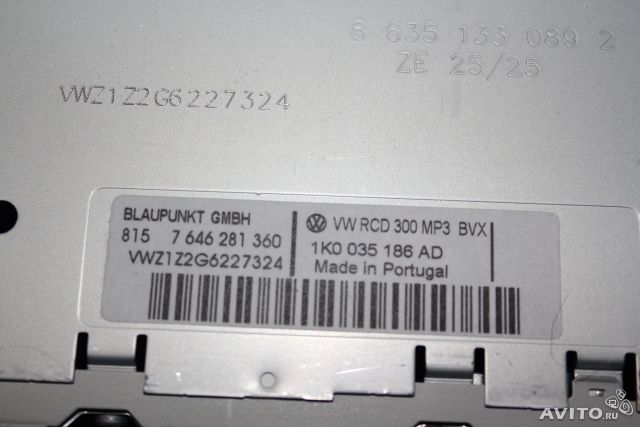 8 635 133 089 2
ZE 25/25
VWZ1Z2G6227324
BLAUPUNKT GMBH
815 7 646 281 360
VWZ1Z2G6227324
VW RCD 300 MP3 BVX
1K0 035 186 AD
Made in Portugal
AVITO.ru